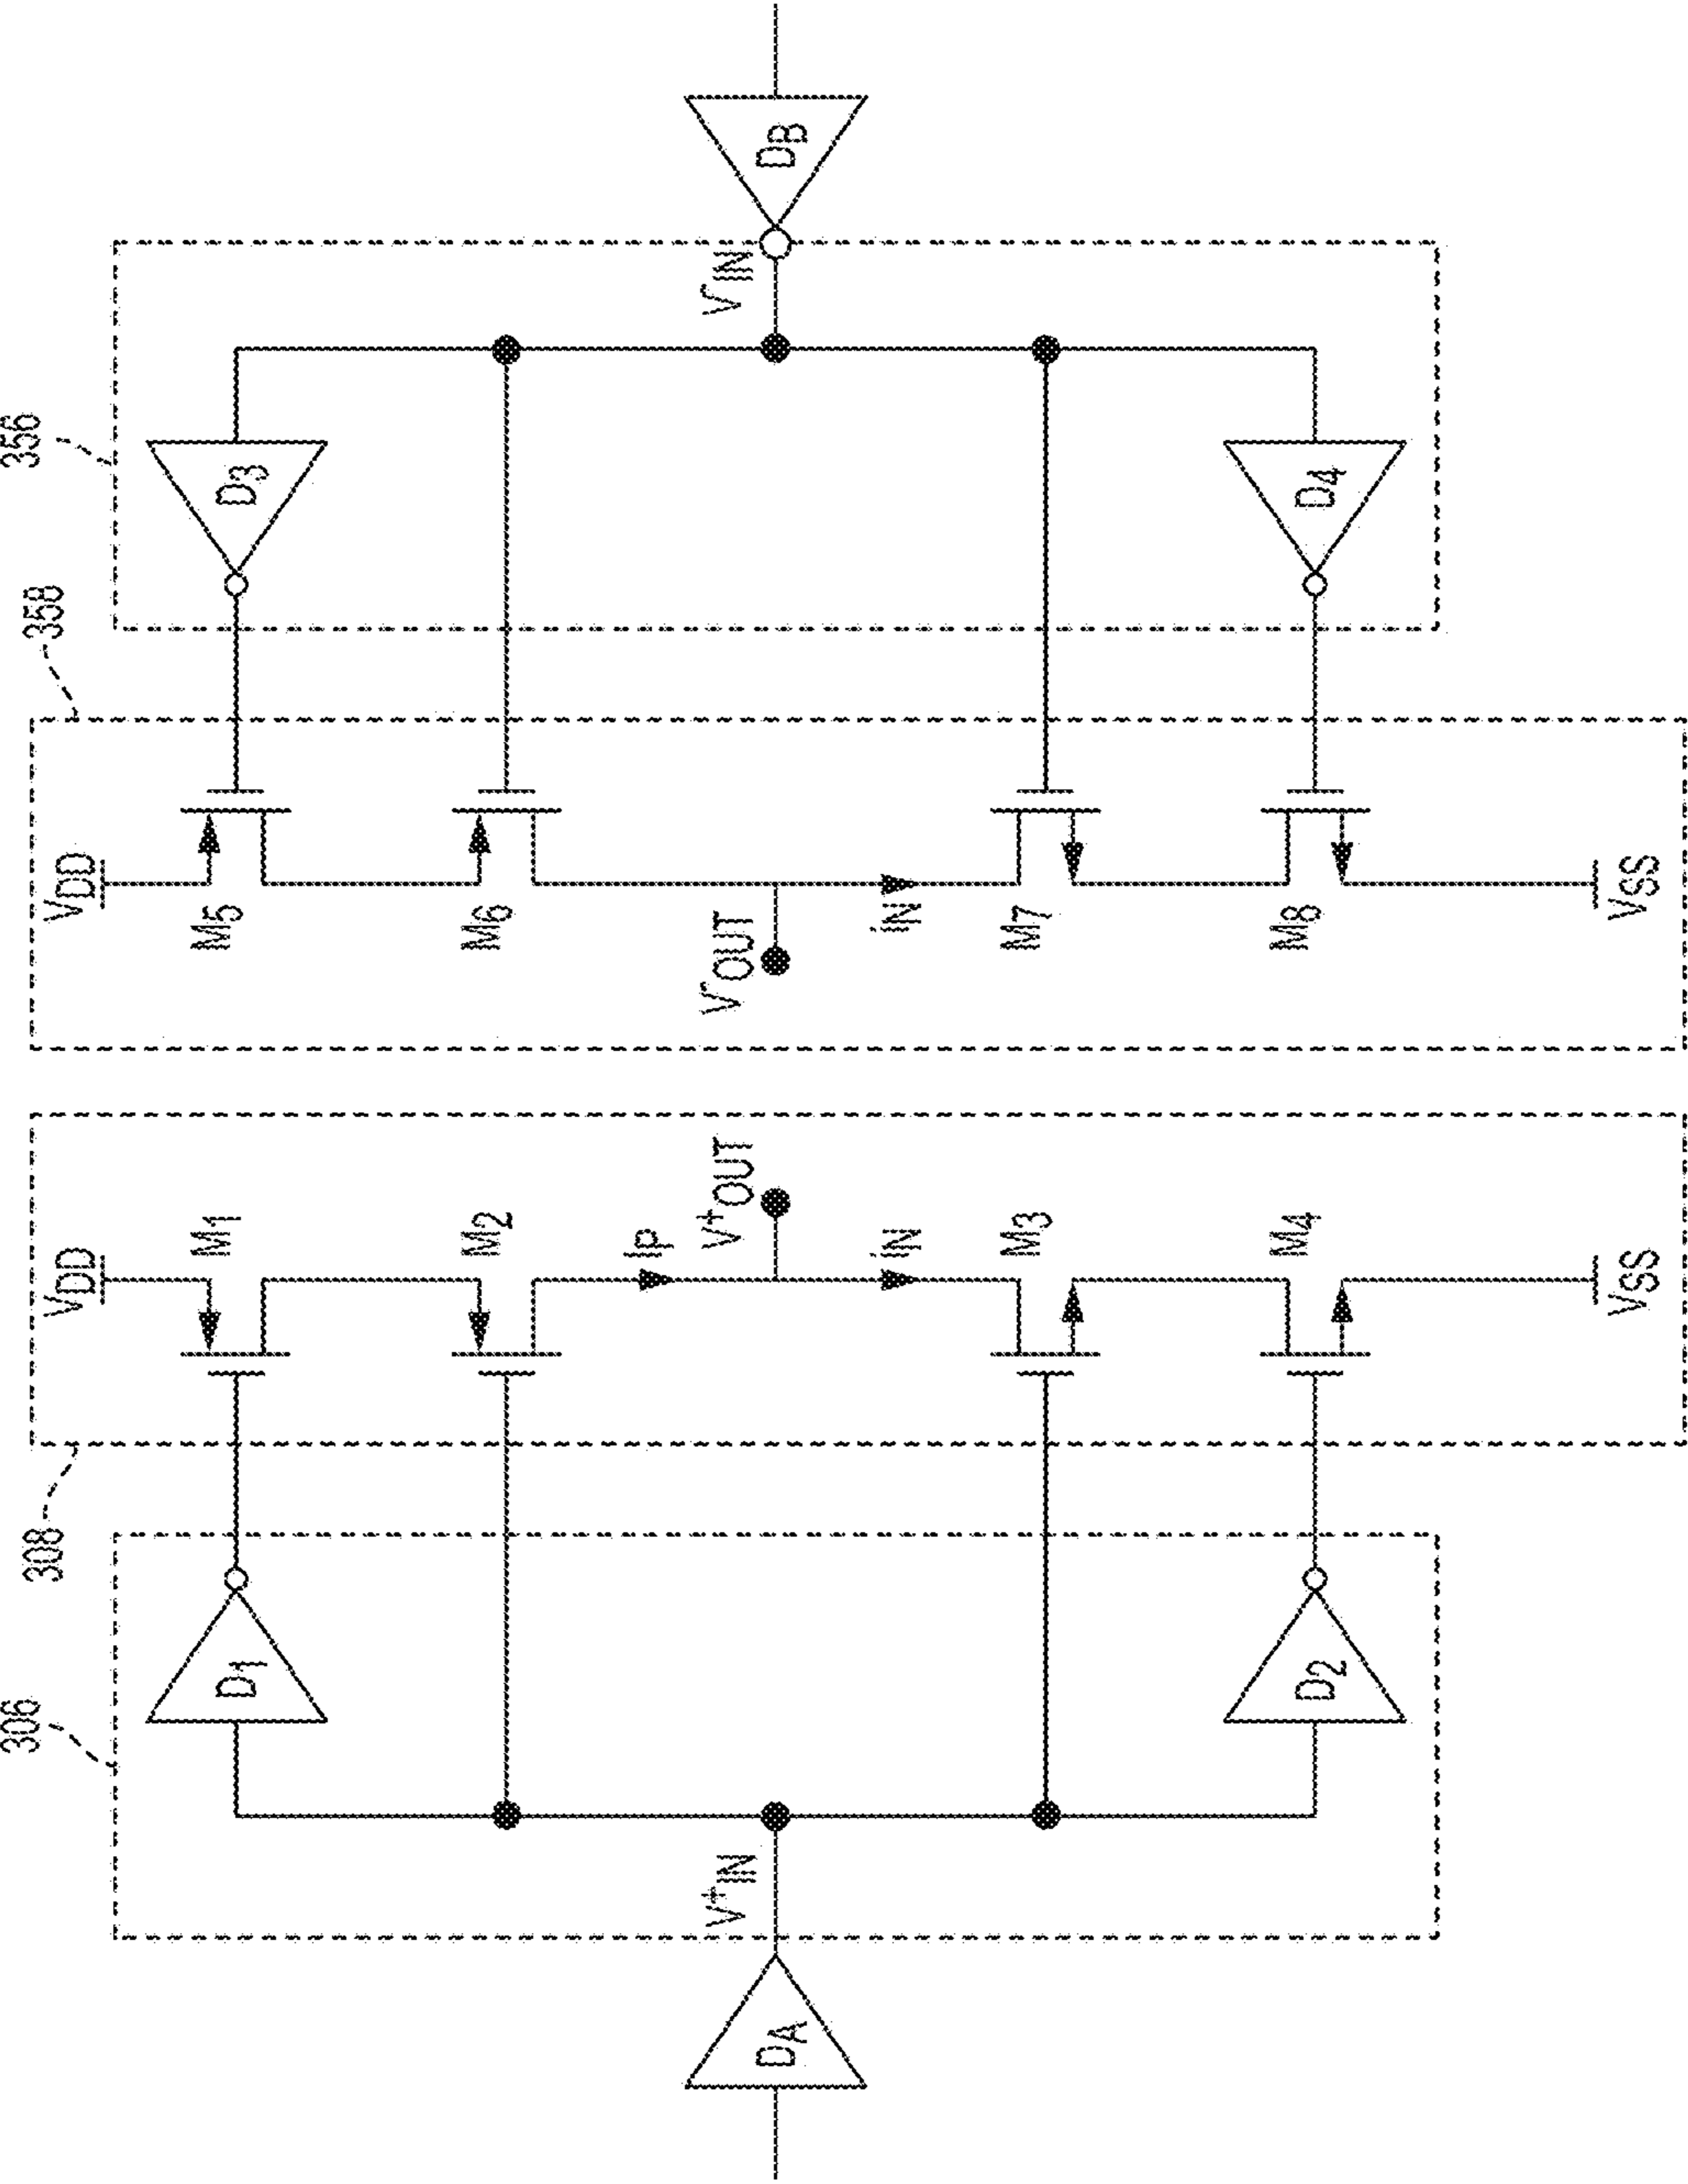 306
308
358
356
VDD
VDD
D1
M1
M5
D3
M2
M6
IP
DA
V+IN
V+OUT
V-OUT
V-IN
DB
iN
iN
M3
M7
D2
M4
M8
D4
VSS
VSS